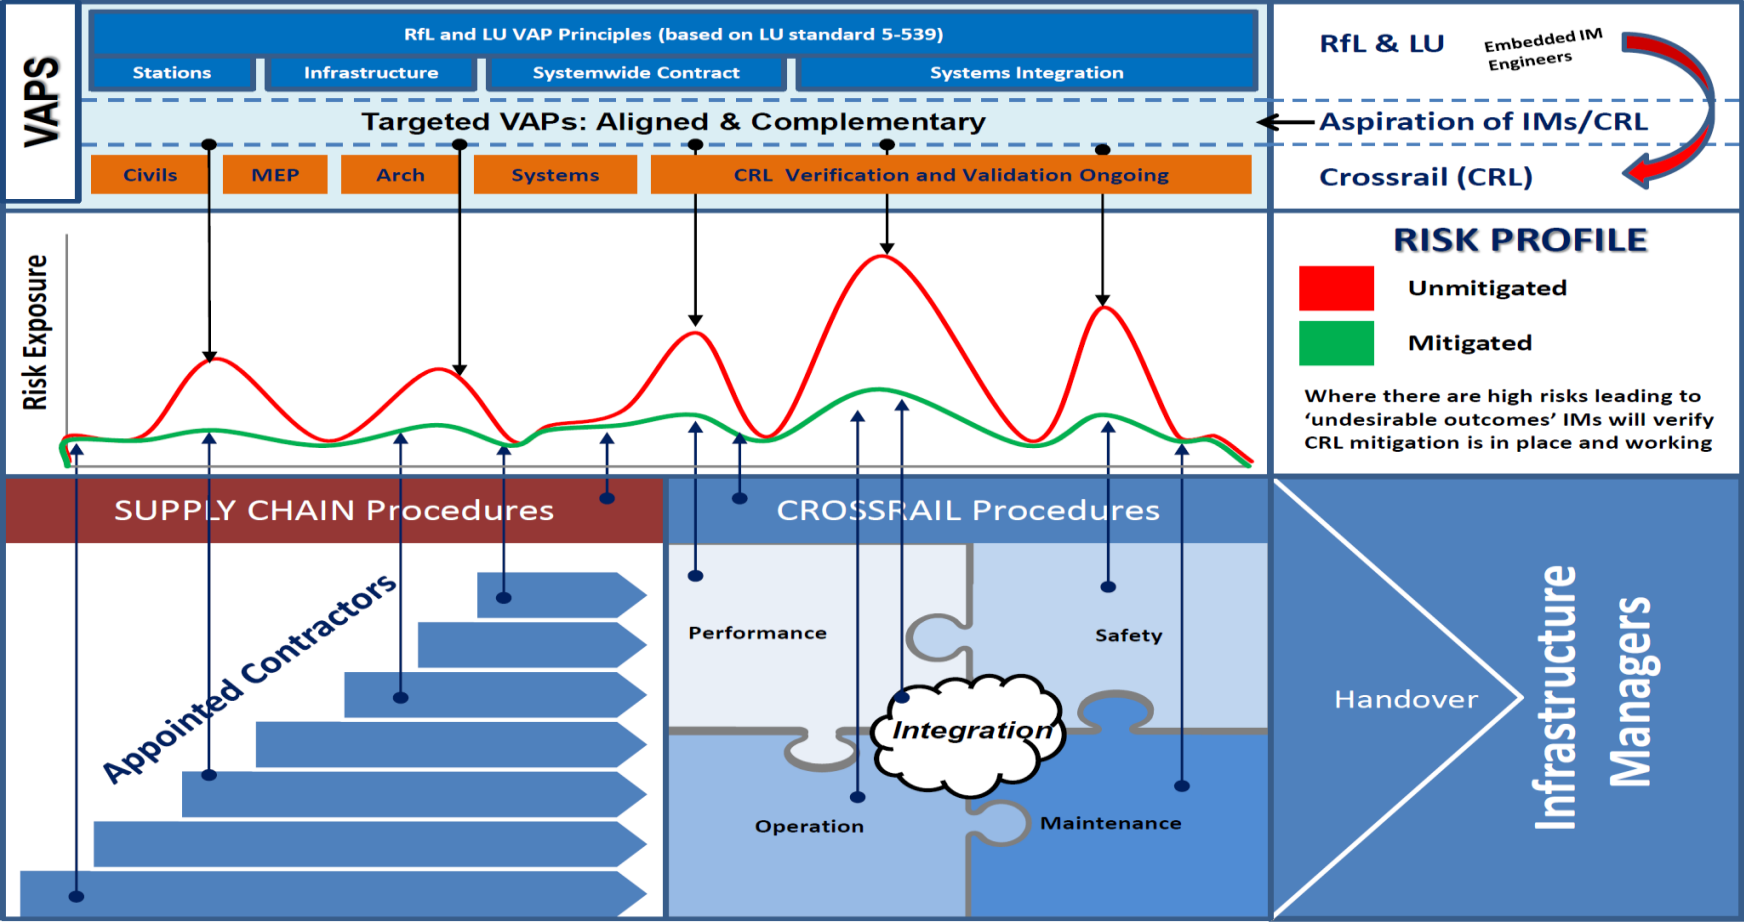 VAPS
RfL and LU VAP Principles (based on LU standard 5-539)
Stations
Infrastructure
Systemwide Contract
Systems Integration
Targeted VAPs: Aligned & Complementary
Civils
MEP
Arch
Systems
CRL Verification and Validation Ongoing
RfL & LU
Embedded IM
Engineers
Aspiration of IMs/CRL
Crossrail (CRL)
Risk Exposure
RISK PROFILE
Unmitigated
Mitigated
Where there are high risks leading to
‘undesirable outcomes’ IMs will verify
CRL mitigation is in place and working
SUPPLY CHAIN Procedures
CROSSRAIL Procedures
Appointed Contractors
Performance
Safety
Integration
Operation
Maintenance
Handover
Infrastructure
Managers